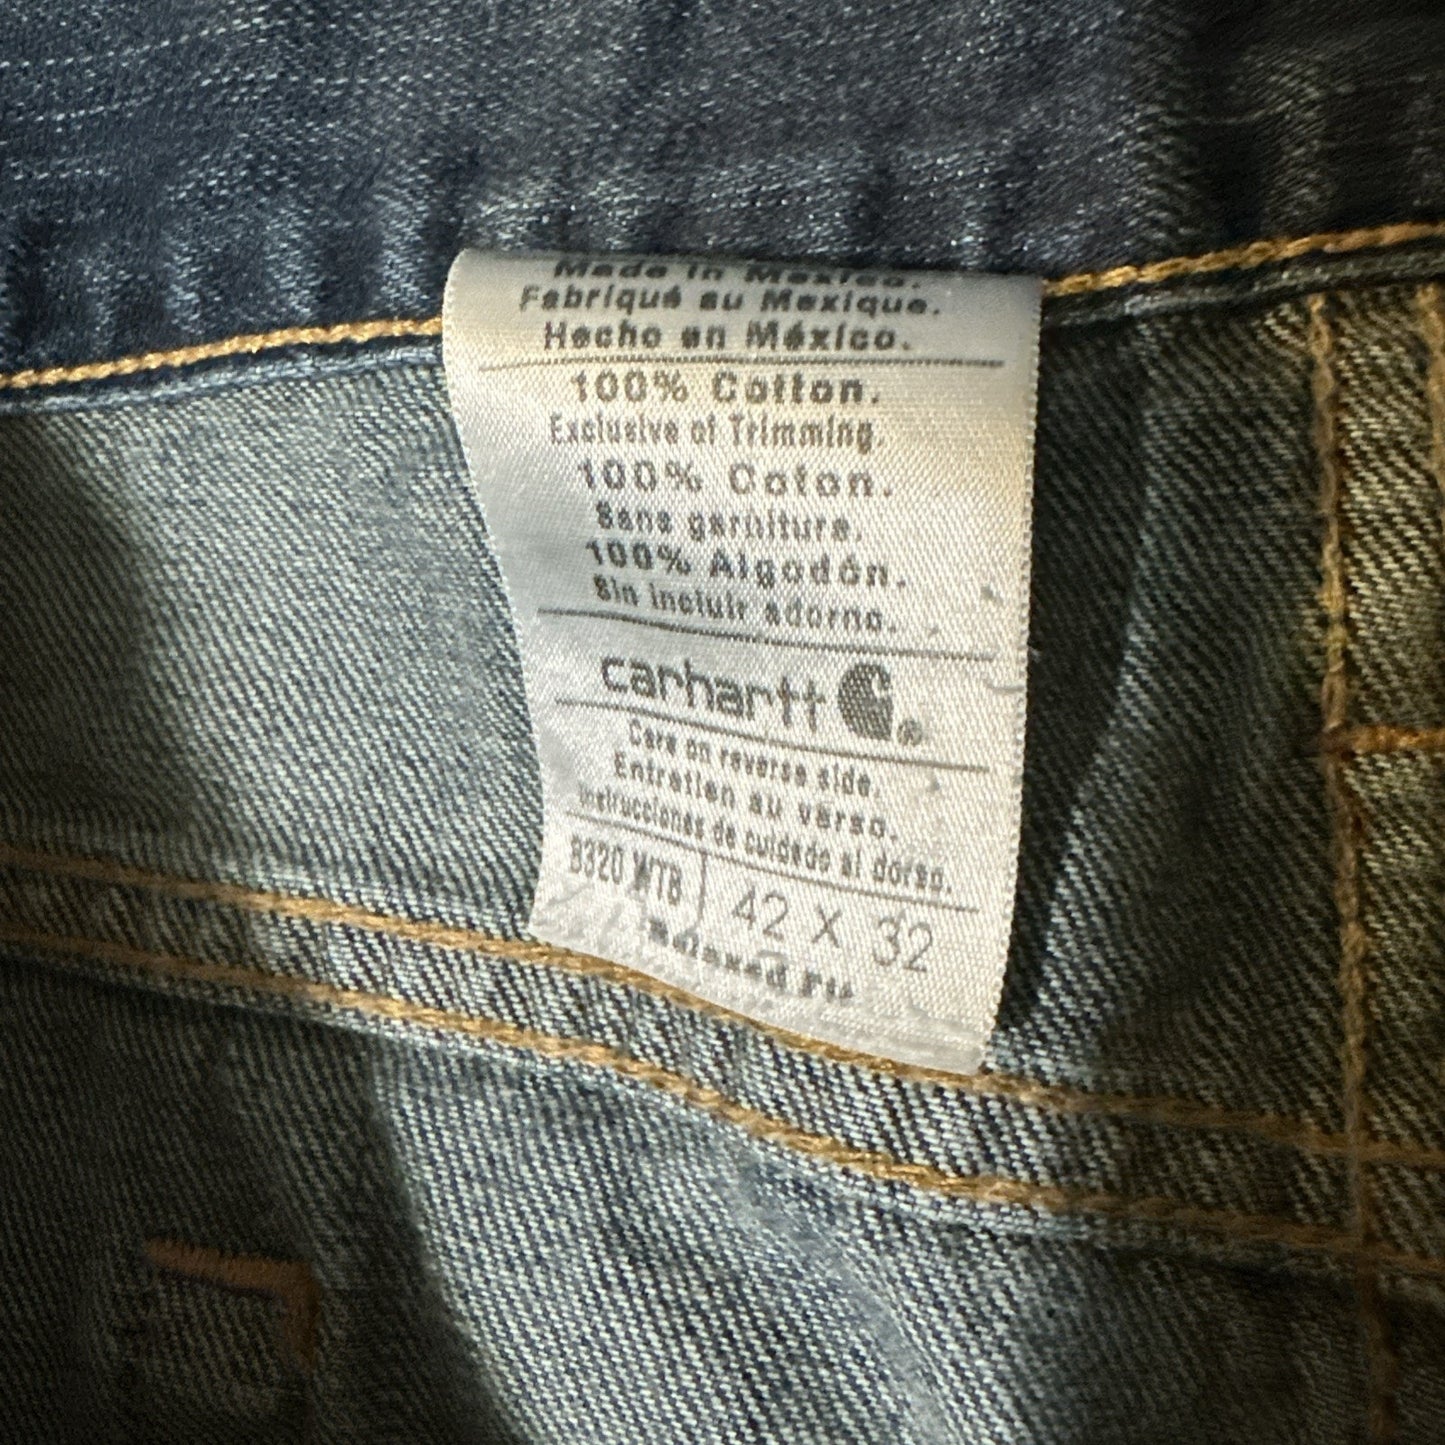 Made in Mexico.
Fabriqué au Mexique.
Hecho en México.
100% Cotton.
Exclusive of Trimming.
100% Coton.
Sans garniture.
100% Algodón.
Sin incluir adorno.
carhartt ®
Care on reverse side.
Entretien au verso.
Instrucciones de cuidado al dorso.
B320 WTB 42 X 32
Relaxed Fit